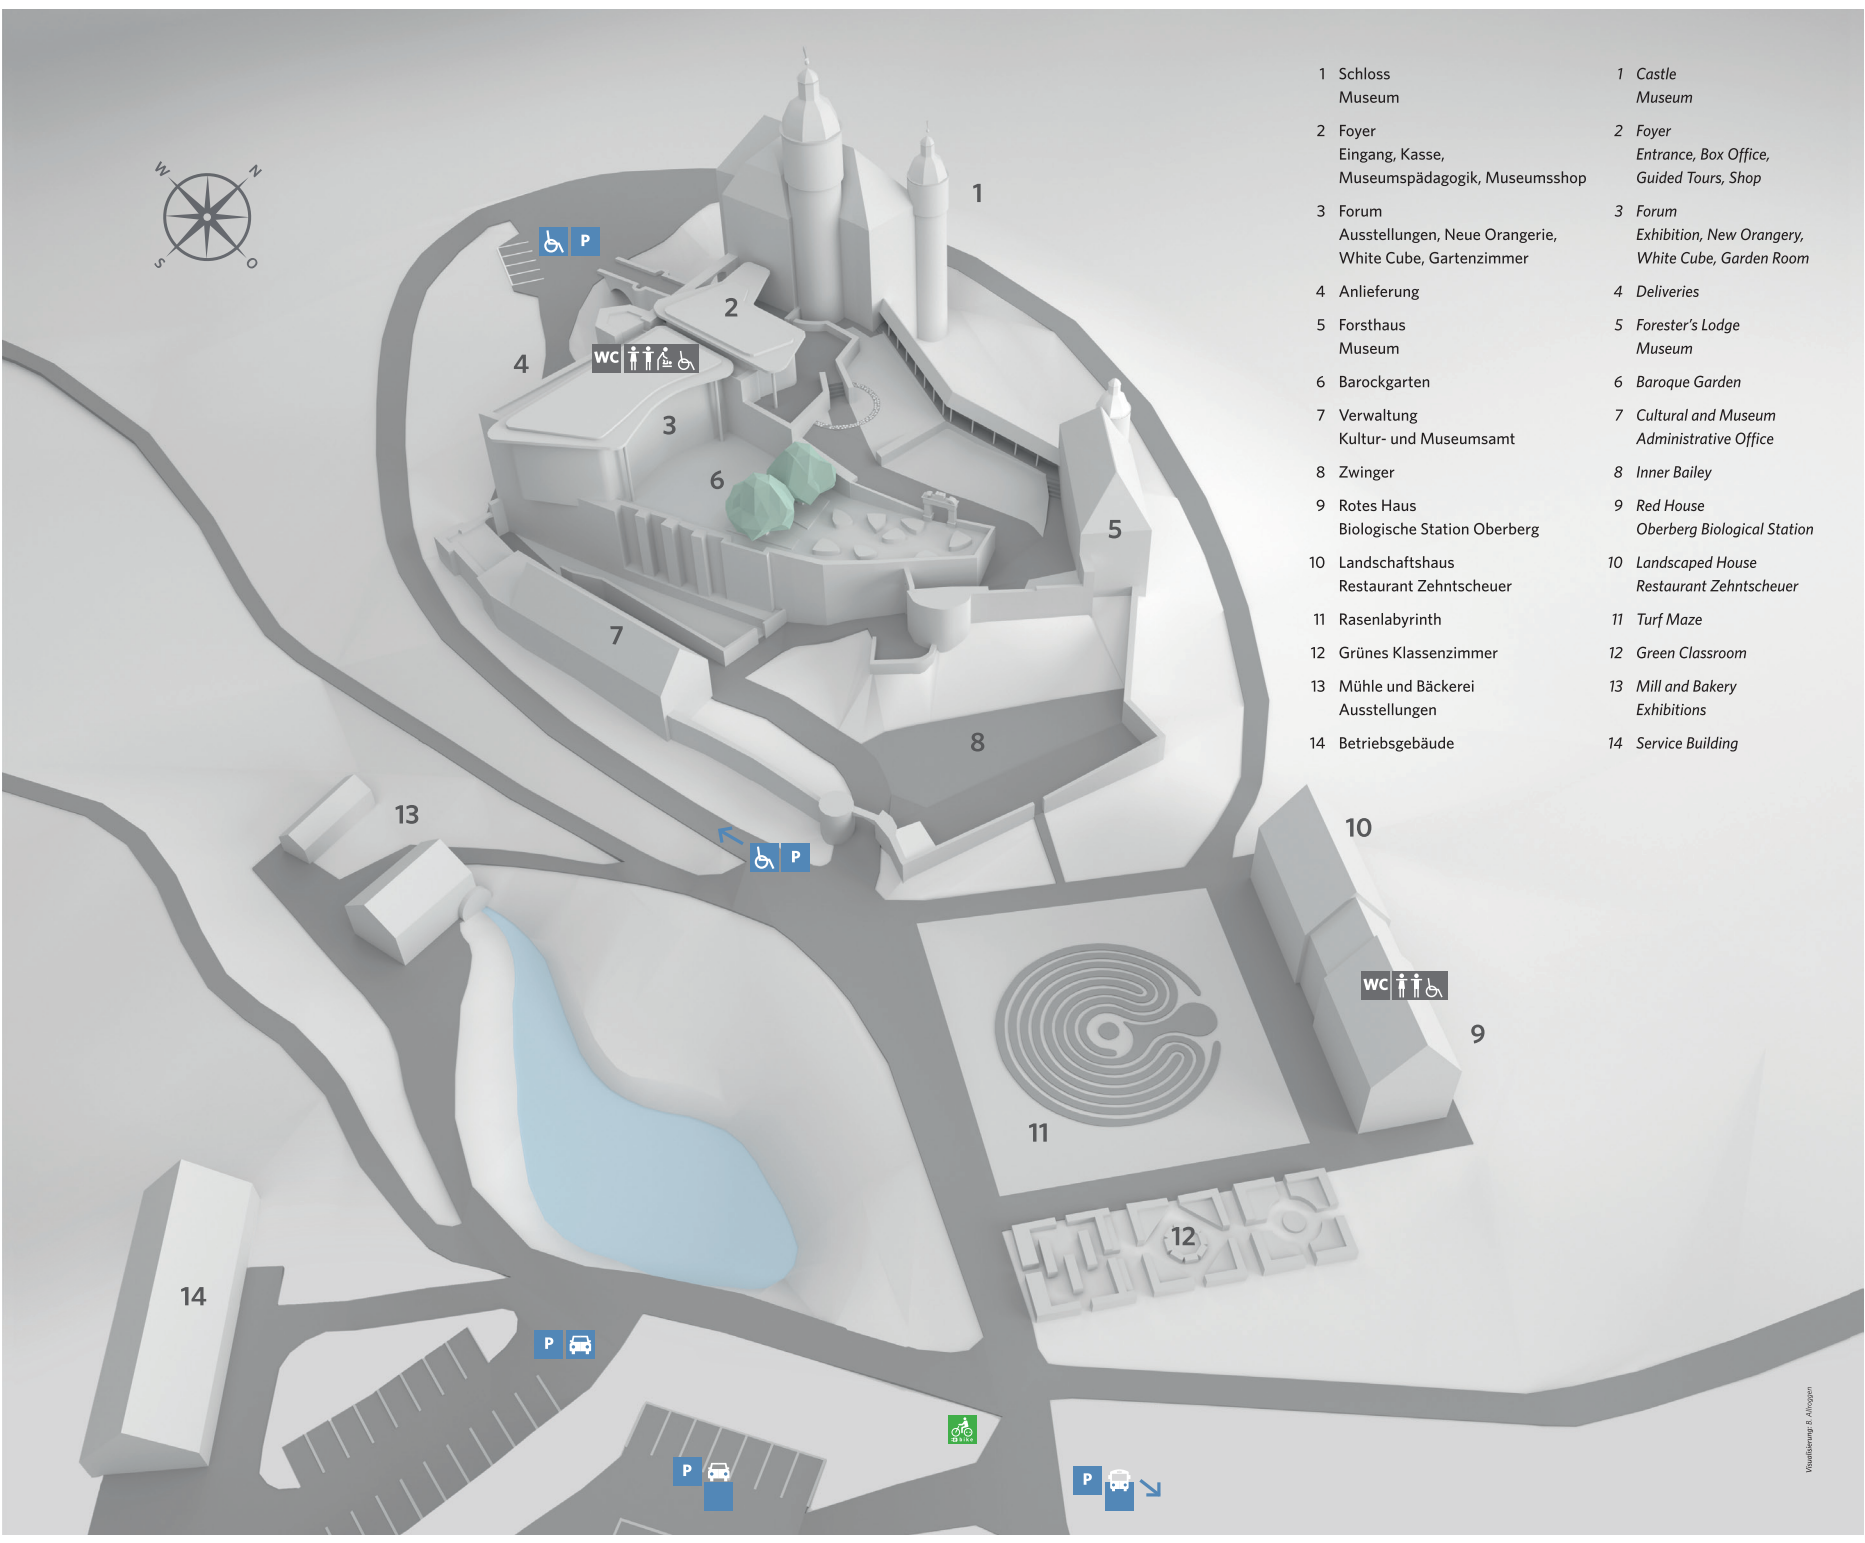 1 Schloss
Museum
2 Foyer
Eingang, Kasse,
Museumspädagogik, Museumsshop
3 Forum
Ausstellungen, Neue Orangerie,
White Cube, Gartenzimmer
4 Anlieferung
5 Forsthaus
Museum
6 Barockgarten
7 Verwaltung
Kultur- und Museumsamt
8 Zwinger
9 Rotes Haus
Biologische Station Oberberg
10 Landschaftshaus
Restaurant Zehntscheuer
11 Rasenlabyrinth
12 Grünes Klassenzimmer
13 Mühle und Bäckerei
Ausstellungen
14 Betriebsgebäude
1 Castle
Museum
2 Foyer
Entrance, Box Office,
Guided Tours, Shop
3 Forum
Exhibition, New Orangery,
White Cube, Garden Room
4 Deliveries
5 Forester's Lodge
Museum
6 Baroque Garden
7 Cultural and Museum
Administrative Office
8 Inner Bailey
9 Red House
Oberberg Biological Station
10 Landscaped House
Restaurant Zehntscheuer
11 Turf Maze
12 Green Classroom
13 Mill and Bakery
Exhibitions
14 Service Building
W
N
S
O
1
P
2
WC
4
3
6
5
7
8
13
10
P
WC
9
11
12
14
P
P
P
bike
Visualisierung: B. Alfroggen